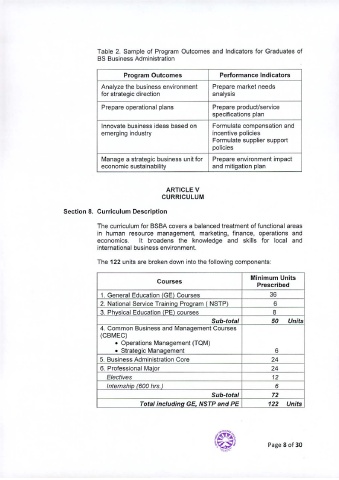 Table 2. Sample of Program Outcomes and Indicators for Graduates of
BS Business Administration
Program Outcomes Performance Indicators
Analyze the business environment
for strategic direction
Prepare market needs
analysis
Prepare operational plans
Prepare product/service
specifications plan
Innovate business ideas based on
emerging industry
Formulate compensation and
incentive policies
Formulate supplier support
policies
Manage a strategic business unit for
economic sustainability
Prepare environment impact
and mitigation plan
ARTICLE V
CURRICULUM
Section 8. Curriculum Description
The curriculum for BSBA covers a balanced treatment of functional areas
in human resource management, marketing, finance, operations and
economics. It broadens the knowledge and skills for local and
international business environment.
The 122 units are broken down into the following components:
Courses
Minimum Units
Prescribed
1. General Education (GE) Courses 36
2. National Service Training Program ( NSTP) 6
3. Physical Education (PE) courses 8
Sub-total 50 Units
4. Common Business and Management Courses
(CBMEC)
• Operations Management (TQM)
• Strategic Management 6
5. Business Administration Core 24
6. Professional Major 24
Electives 12
Internship (600 hrs.) 6
Sub-total 72
Total including GE, NSTP and PE 122 Units
Page 8 of 30